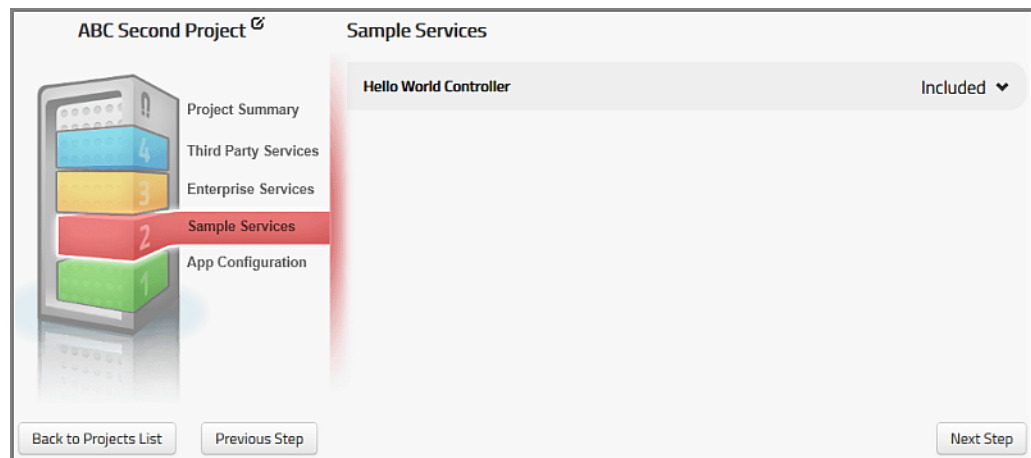 ABC Second Project
Sample Services
Hello World Controller
Included
Project Summary
4
Third Party Services
3
Enterprise Services
2
Sample Services
1
App Configuration
Back to Projects List
Previous Step
Next Step